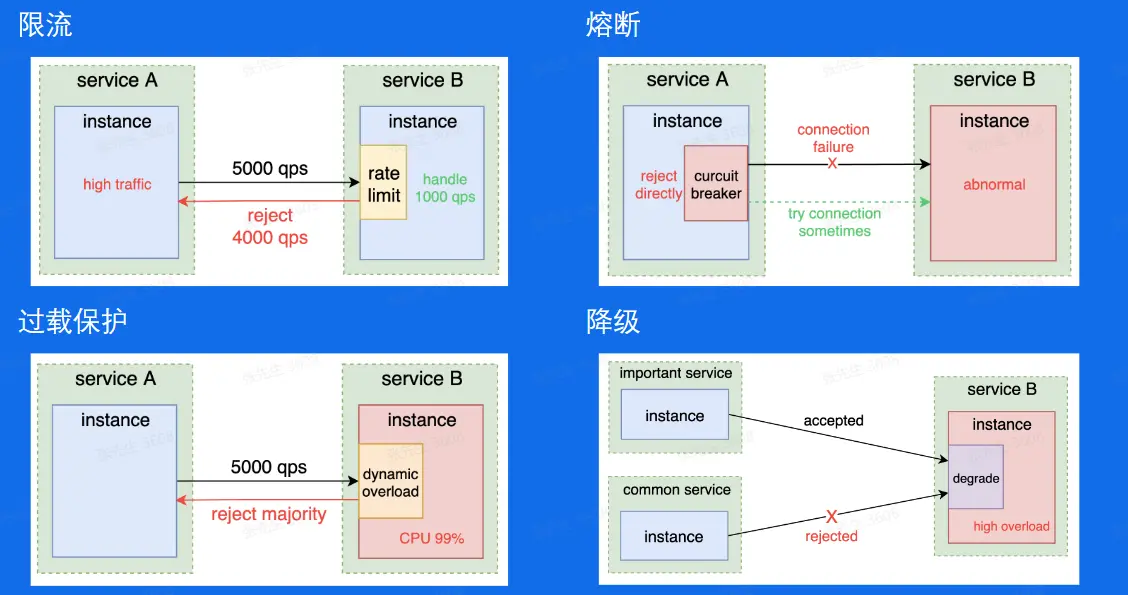 限流
service A
instance
high traffic
5000 qps
reject
4000 qps
service B
instance
rate
limit
handle
1000 qps
熔断
service A
instance
reject
directly
curcuit
breaker
connection
failure
X
try connection
sometimes
service B
instance
abnormal
过载保护
service A
instance
5000 qps
reject majority
service B
instance
dynamic
overload
CPU 99%
降级
important service
instance
common service
instance
accepted
X
rejected
service B
instance
degrade
high overload